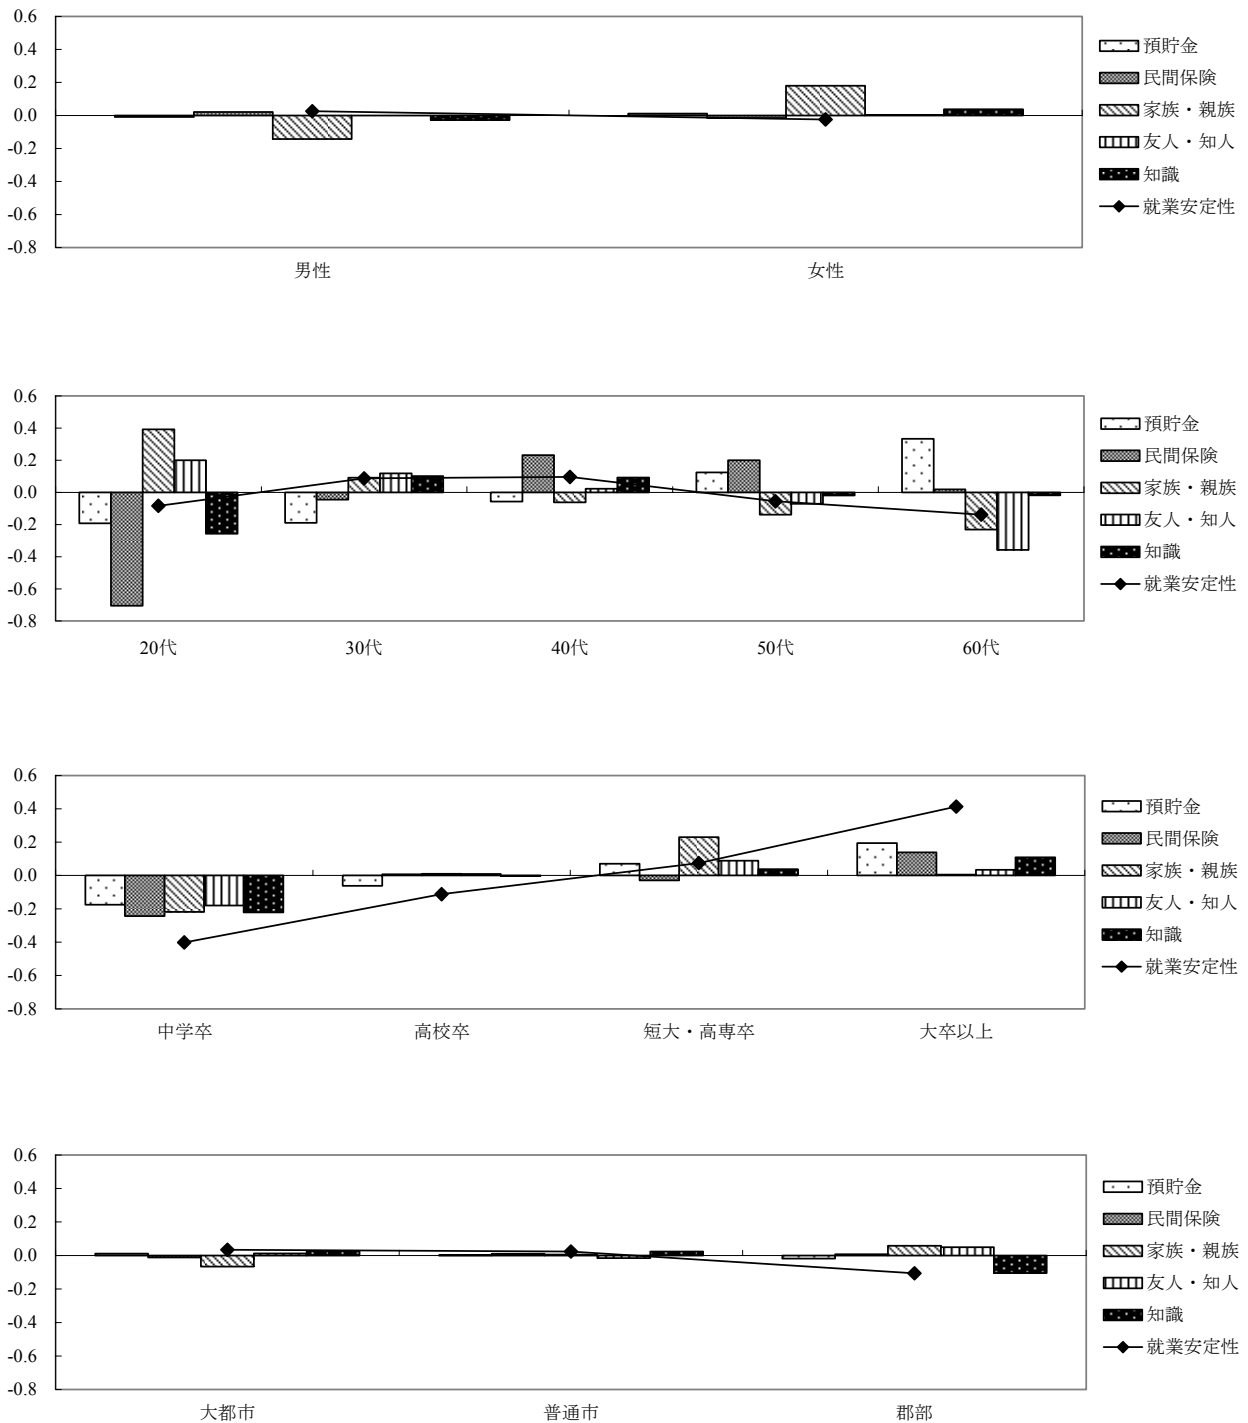 0.6
0.4
0.2
0.0
-0.2
-0.4
-0.6
-0.8
男性
女性
預貯金
民間保険
家族・親族
友人・知人
知識
就業安定性
0.6
0.4
0.2
0.0
-0.2
-0.4
-0.6
-0.8
20代
30代
40代
50代
60代
預貯金
民間保険
家族・親族
友人・知人
知識
就業安定性
0.6
0.4
0.2
0.0
-0.2
-0.4
-0.6
-0.8
中学卒
高校卒
短大・高専卒
大卒以上
預貯金
民間保険
家族・親族
友人・知人
知識
就業安定性
0.6
0.4
0.2
0.0
-0.2
-0.4
-0.6
-0.8
大都市
普通市
郡部
預貯金
民間保険
家族・親族
友人・知人
知識
就業安定性